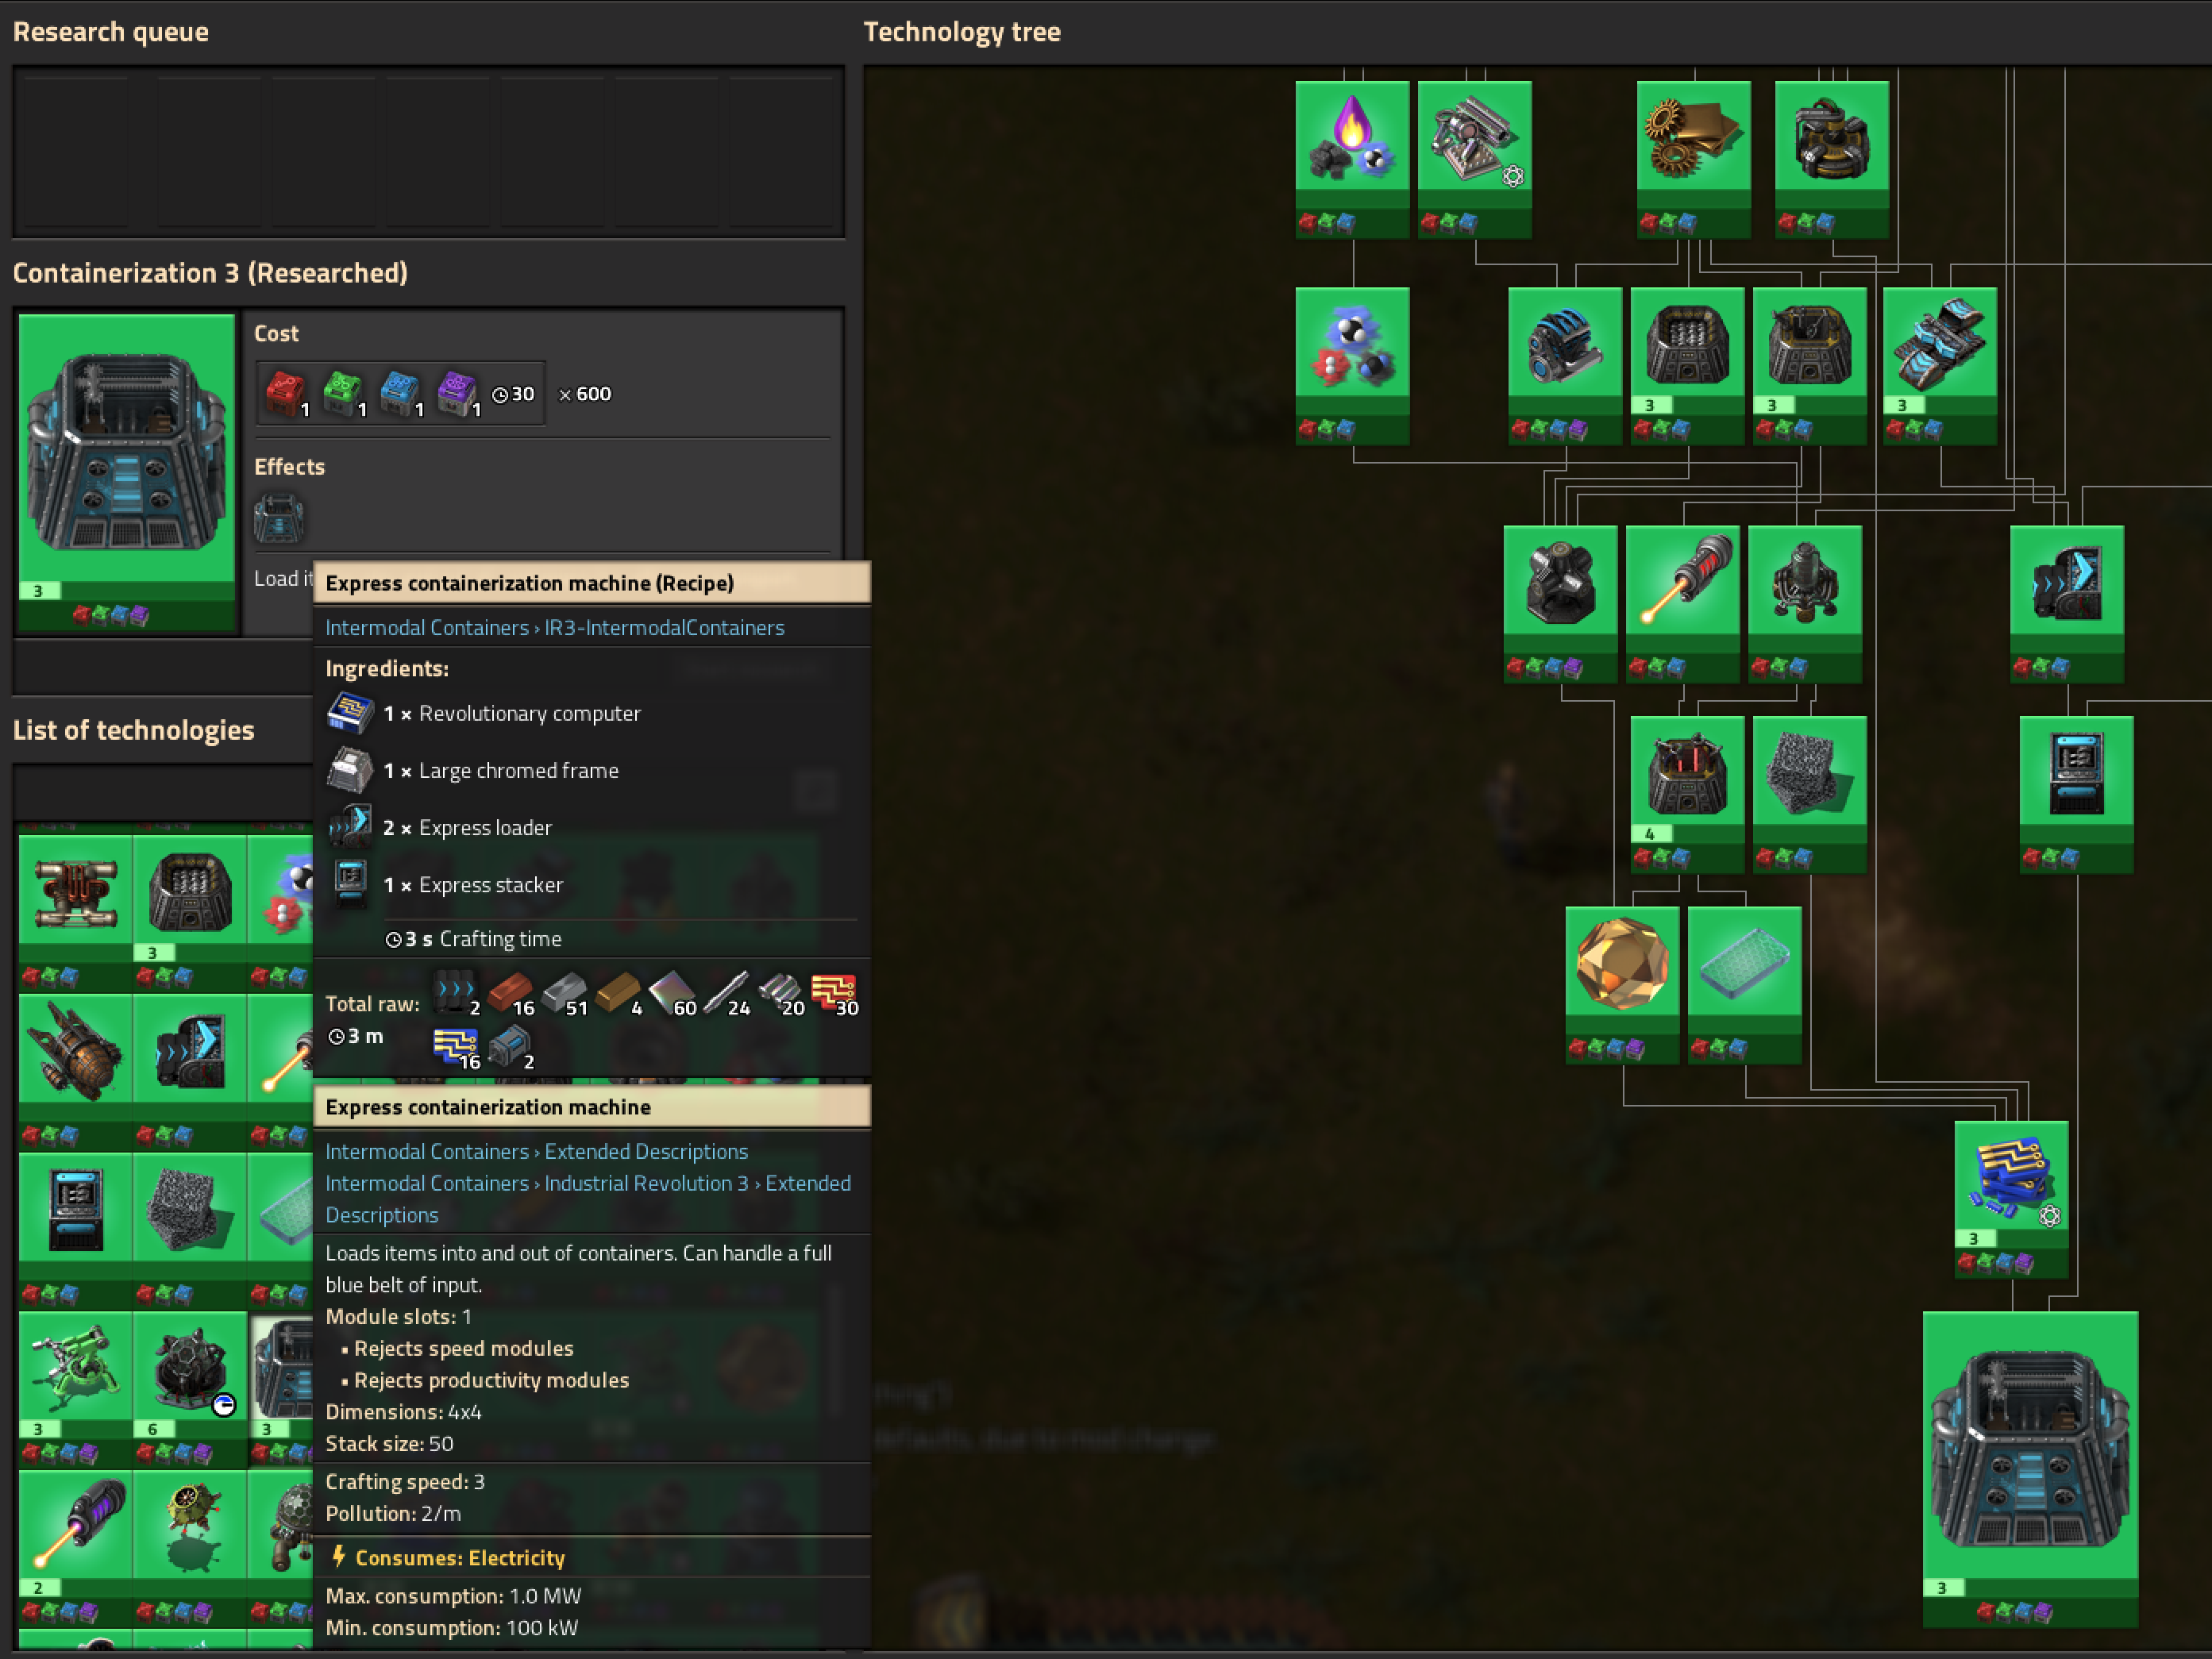 Research queue
Technology tree
Containerization 3 (Researched)
Cost
1 1 1 1 30 × 600
Effects
Load it
3
Express containerization machine (Recipe)
Intermodal Containers › IR3-IntermodalContainers
Ingredients:
1 × Revolutionary computer
1 × Large chromed frame
2 × Express loader
1 × Express stacker
3 s Crafting time
Total raw: 2 16 51 4 60 24 20 30
3 m 16 2
Express containerization machine
Intermodal Containers › Extended Descriptions
Intermodal Containers › Industrial Revolution 3 › Extended
Descriptions
Loads items into and out of containers. Can handle a full
blue belt of input.
Module slots: 1
▪ Rejects speed modules
▪ Rejects productivity modules
Dimensions: 4x4
Stack size: 50
Crafting speed: 3
Pollution: 2/m
Consumes: Electricity
Max. consumption: 1.0 MW
Min. consumption: 100 kW
List of technologies
3
3 6 3
2
3 3 3
4
3
3